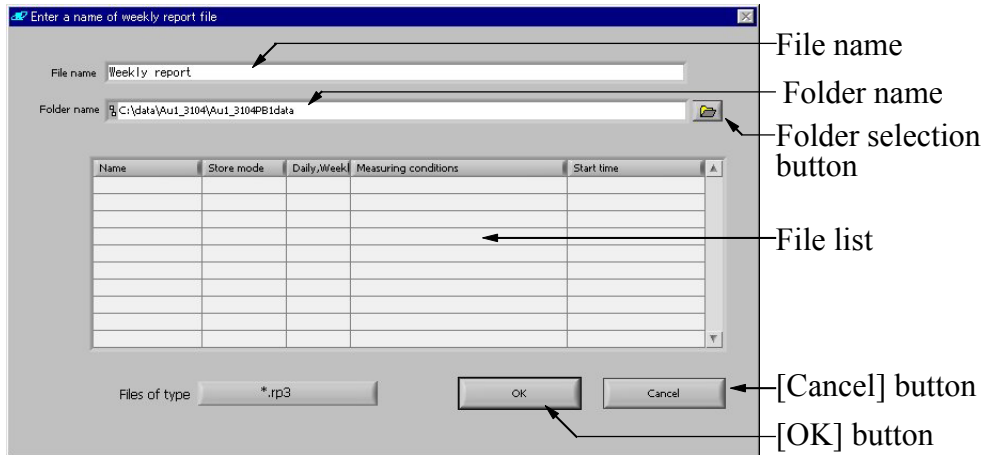 Enter a name of weekly report file
File name
File name Weekly report
Folder name
Folder name C:\data\Au1_3104\Au1_3104PB1data
Folder selection
button
Name Store mode Daily,Weekl Measuring conditions Start time
File list
Files of type *.rp3 OK Cancel
[Cancel] button
[OK] button